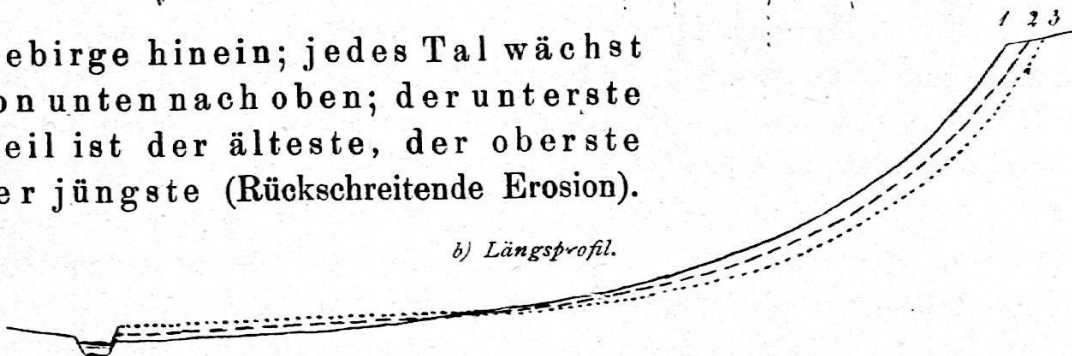 1 2 3
ebirge hinein; jedes Tal wächst
on unten nach oben; der unterste
eil ist der älteste, der oberste
er jüngste (Rückschreitende Erosion).
b) Längsprofil.